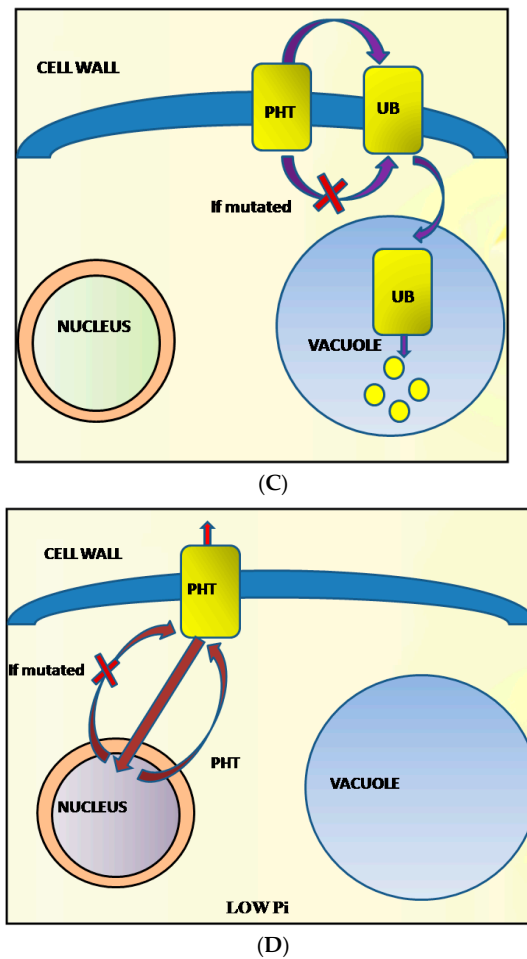 CELL WALL
PHT
UB
If mutated
NUCLEUS
UB
VACUOLE
(C)
CELL WALL
PHT
If mutated
PHT
NUCLEUS
VACUOLE
LOW Pi
(D)